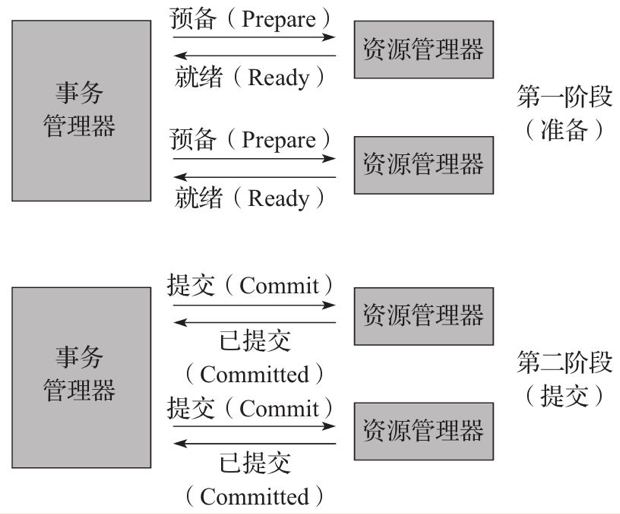 预备（Prepare）
事务
管理器
资源管理器
就绪（Ready）
第一阶段
（准备）
预备（Prepare）
资源管理器
就绪（Ready）
提交（Commit）
事务
管理器
资源管理器
已提交
（Committed）
第二阶段
（提交）
提交（Commit）
资源管理器
已提交
（Committed）